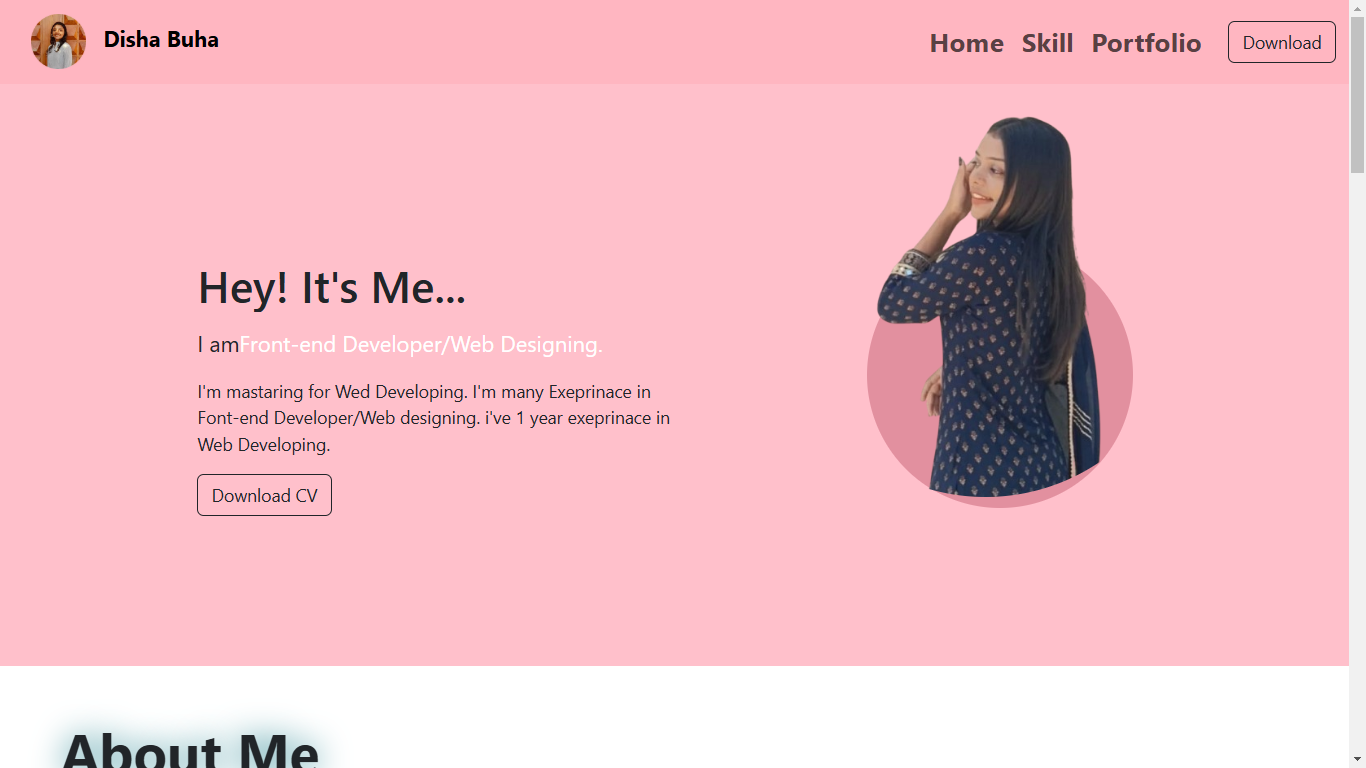 Disha Buha
Home Skill Portfolio Download
Hey! It's Me...
I amFront-end Developer/Web Designing.
I'm mastaring for Wed Developing. I'm many Exeprinace in
Font-end Developer/Web designing. i've 1 year exeprinace in
Web Developing.
Download CV
About Me